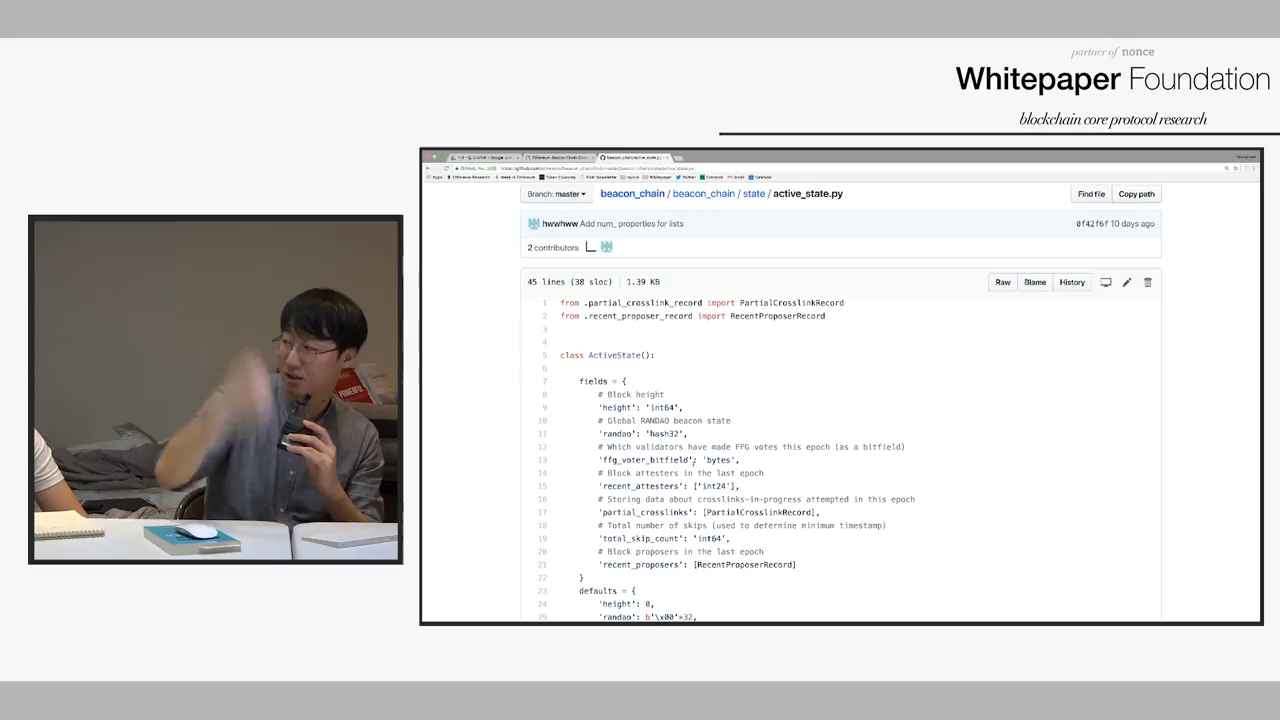 partner of nonce
Whitepaper Foundation
blockchain core protocol research
Branch: master
beacon_chain / beacon_chain / state / active_state.py
Find file
Copy path
hwwhww Add num_ properties for lists
0f42f6f 10 days ago
2 contributors
45 lines (38 sloc) 1.39 KB
Raw
Blame
History
1 from .partial_crosslink_record import PartialCrosslinkRecord
2 from .recent_proposer_record import RecentProposerRecord
3
4
5 class ActiveState():
6
7 fields = {
8 # Block height
9 'height': 'int64',
10 # Global RANDAO beacon state
11 'randao': 'hash32',
12 # Which validators have made FFG votes this epoch (as a bitfield)
13 'ffg_voter_bitfield': 'bytes',
14 # Block attesters in the last epoch
15 'recent_attesters': ['int24'],
16 # Storing data about crosslinks-in-progress attempted in this epoch
17 'partial_crosslinks': [PartialCrosslinkRecord],
18 # Total number of skips (used to determine minimum timestamp)
19 'total_skip_count': 'int64',
20 # Block proposers in the last epoch
21 'recent_proposers': [RecentProposerRecord]
22 }
23 defaults = {
24 'height': 0,
25 'randao': b'\x00'*32,
POWERFUL